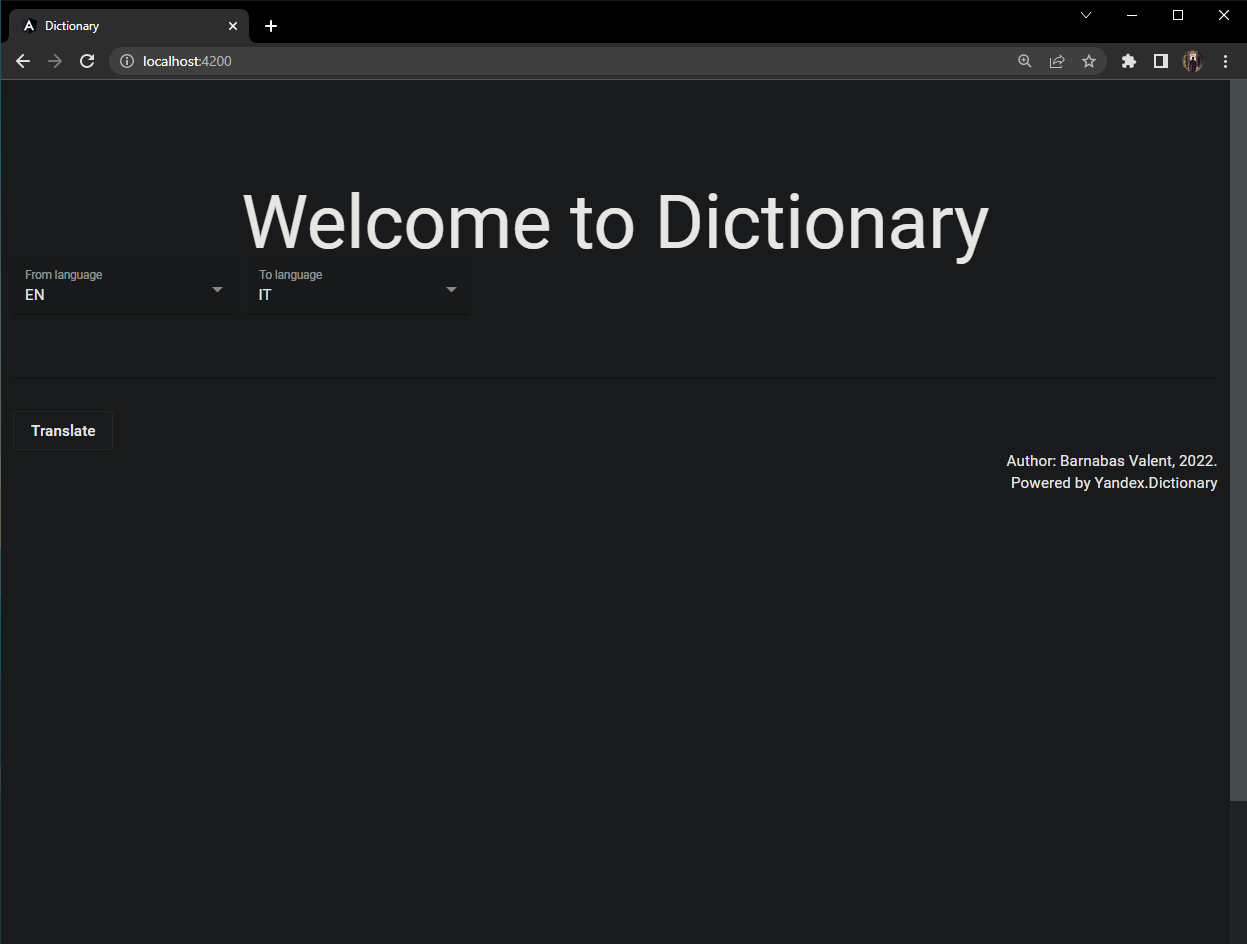 Dictionary
localhost:4200
Welcome to Dictionary
From language
EN
To language
IT
Translate
Author: Barnabas Valent, 2022.
Powered by Yandex.Dictionary